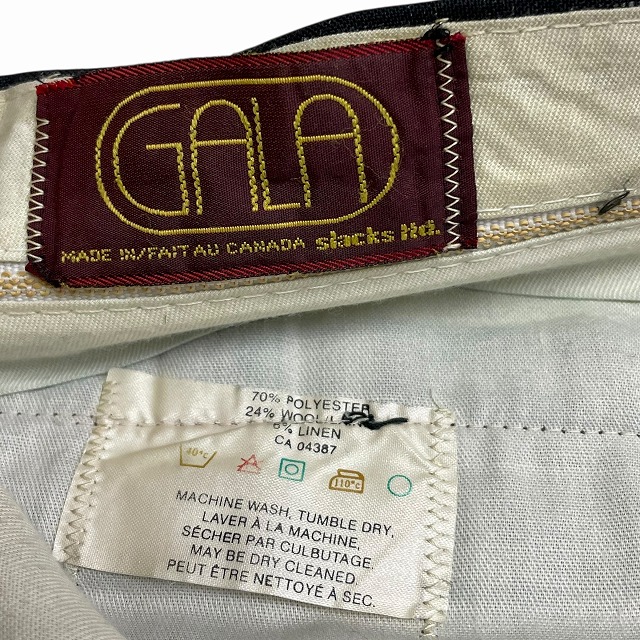 GALA
MADE IN/FAIT AU CANADA slacks ltd.
70% POLYESTER
24% WOOL/
6% LINEN
CA 04387
40°C 110°C
MACHINE WASH, TUMBLE DRY,
LAVER À LA MACHINE,
SÉCHER PAR CULBUTAGE.
MAY BE DRY CLEANED
PEUT ÊTRE NETTOYÉ À SEC.